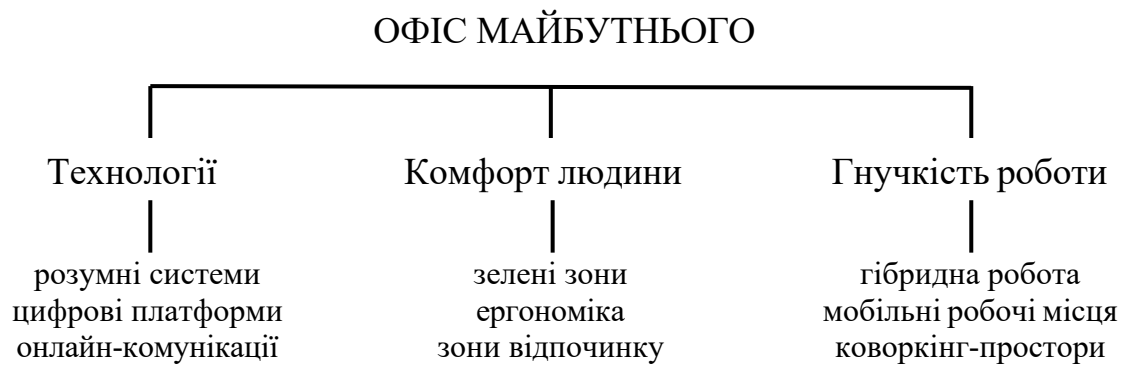 ОФІС МАЙБУТНЬОГО
Технології
Комфорт людини
Гнучкість роботи
розумні системи
цифрові платформи
онлайн-комунікації
зелені зони
ергономіка
зони відпочинку
гібридна робота
мобільні робочі місця
коворкінг-простори